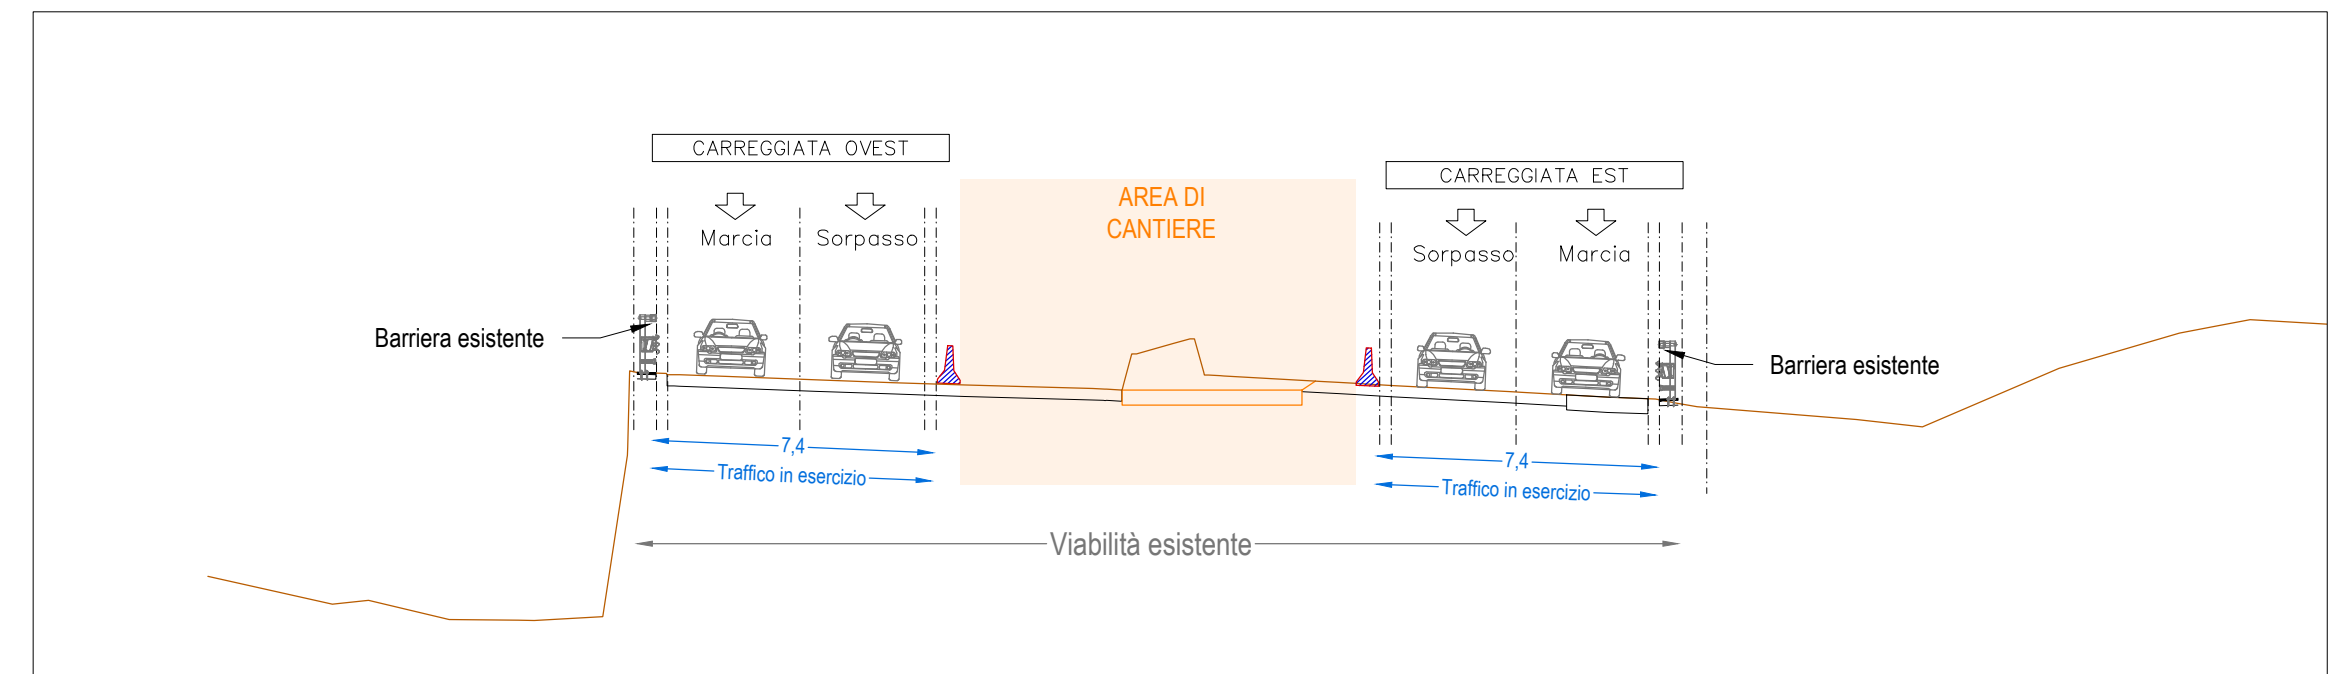 CARREGGIATA OVEST
CARREGGIATA EST
AREA DI
CANTIERE
Marcia
Sorpasso
Sorpasso
Marcia
Barriera esistente
Barriera esistente
7,4
Traffico in esercizio
7,4
Traffico in esercizio
Viabilità esistente